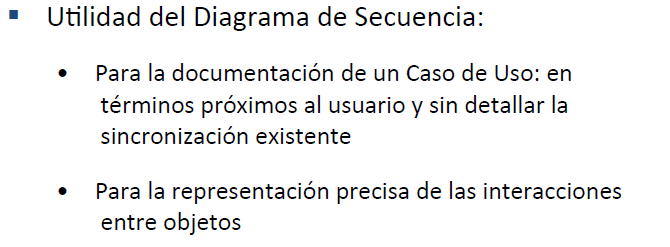 ▪ Utilidad del Diagrama de Secuencia:
• Para la documentación de un Caso de Uso: en
términos próximos al usuario y sin detallar la
sincronización existente
• Para la representación precisa de las interacciones
entre objetos